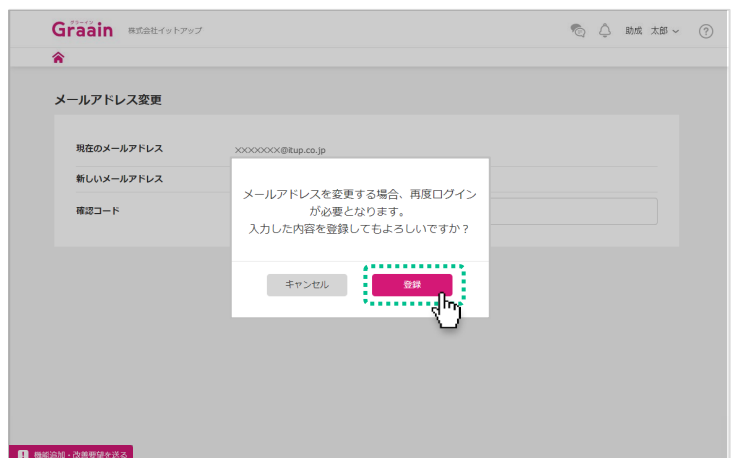 グラーイン
Graain 株式会社イットアップ 助成 太郎 ?
メールアドレス変更
現在のメールアドレス XXXXXXX@itup.co.jp
新しいメールアドレス
確認コード
メールアドレスを変更する場合、再度ログイン
が必要となります。
入力した内容を登録してもよろしいですか？
キャンセル 登録
! 機能追加・改善要望を送る